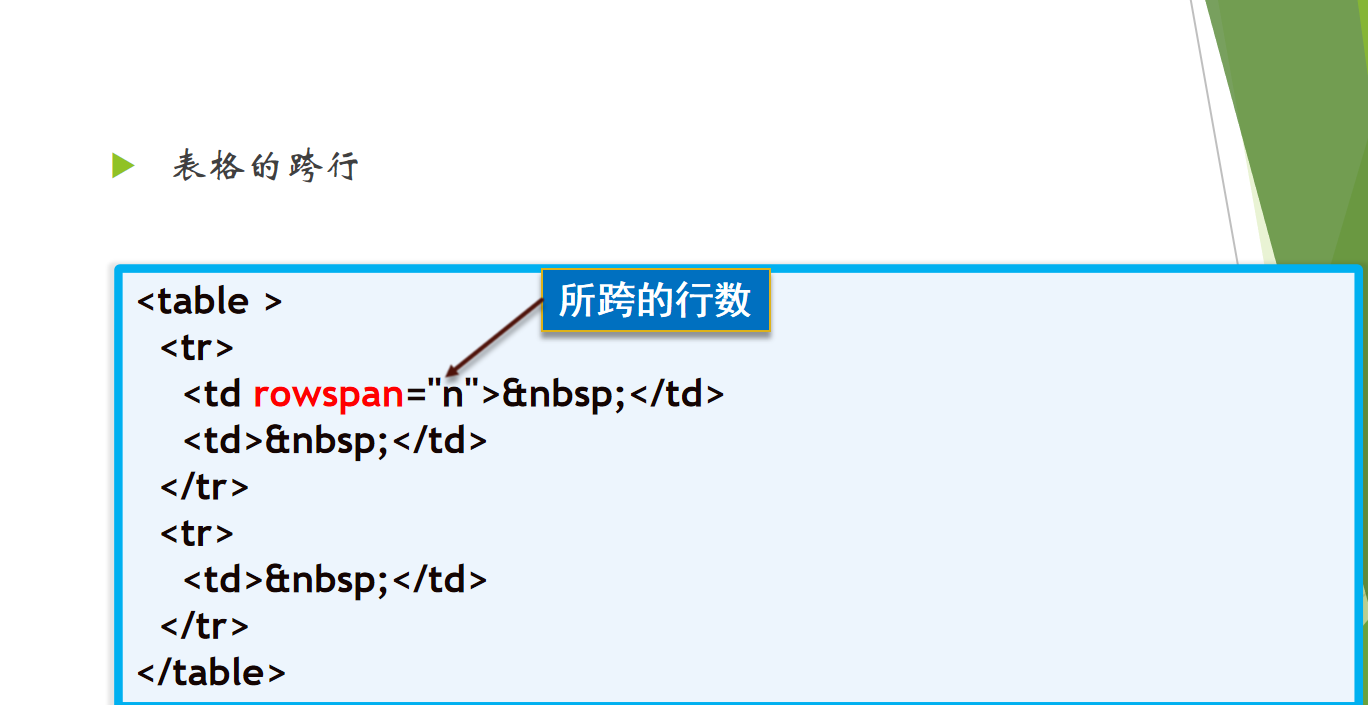 表格的跨行
所跨的行数
<table >
<tr>
<td rowspan="n">&nbsp;</td>
<td>&nbsp;</td>
</tr>
<tr>
<td>&nbsp;</td>
</tr>
</table>